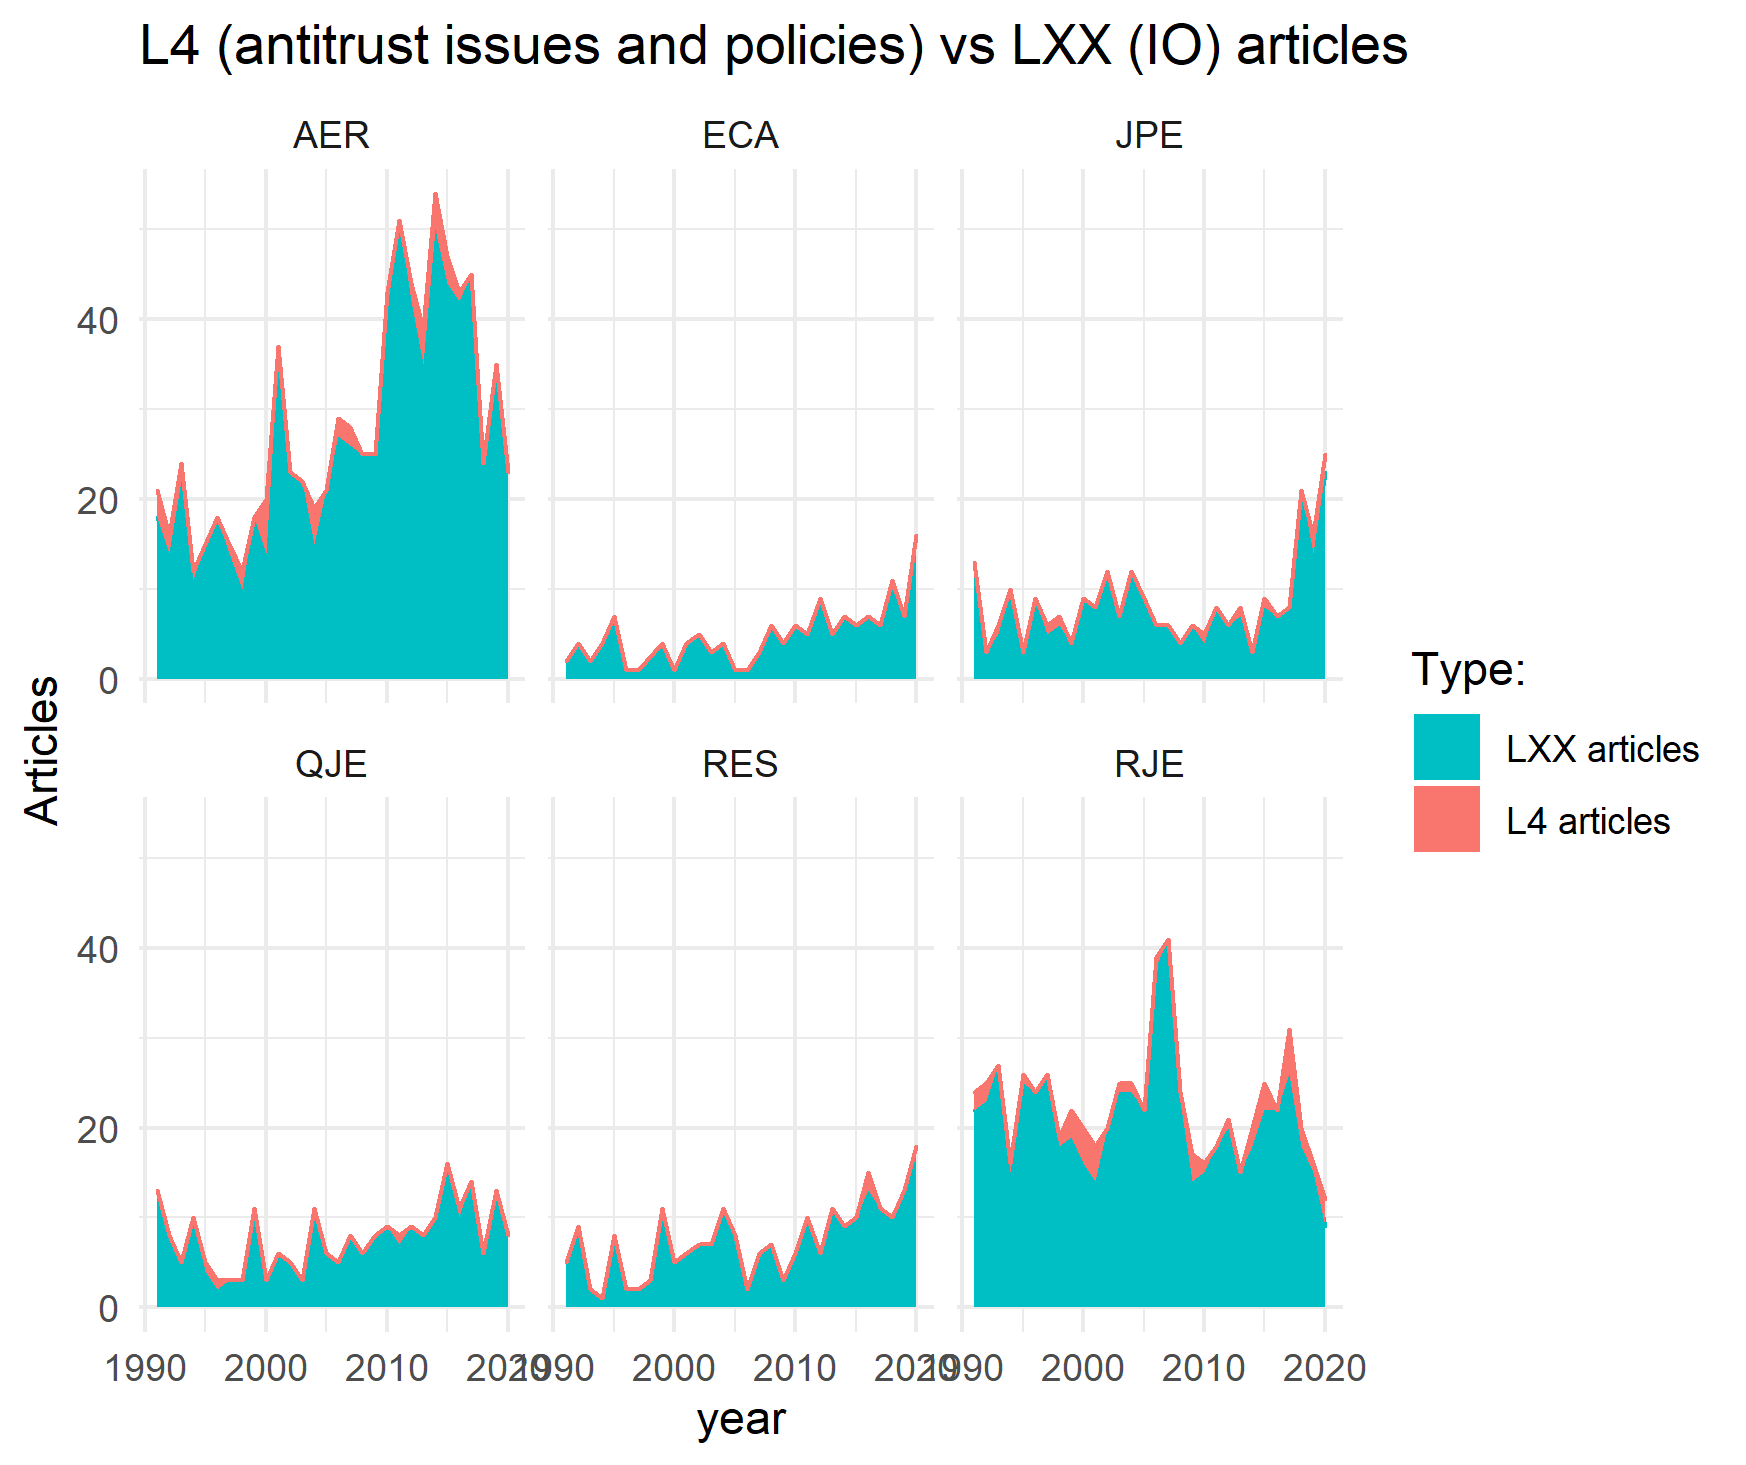 L4 (antitrust issues and policies) vs LXX (IO) articles
AER ECA JPE
40
20
0
QJE RES RJE
40
20
0
1990 2000 2010 2020 1990 2000 2010 2020 1990 2000 2010 2020
year
Articles
Type:
LXX articles
L4 articles